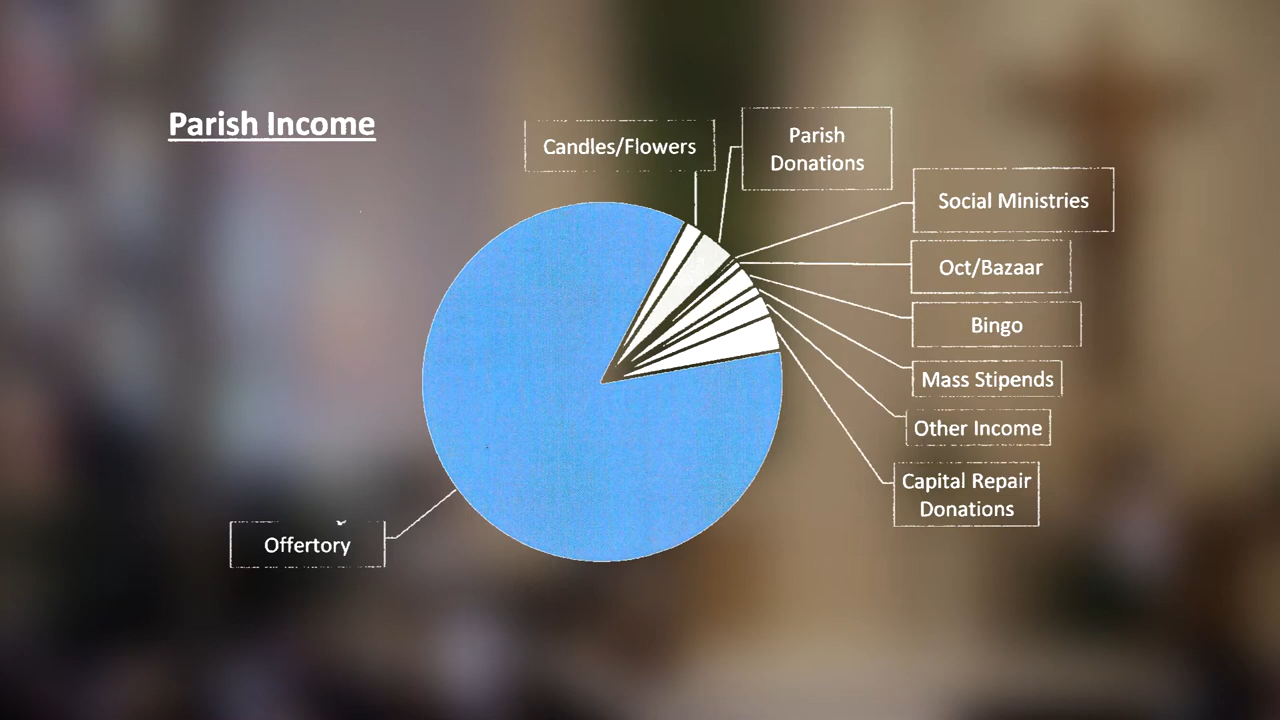 Parish Income
Candles/Flowers
Parish
Donations
Social Ministries
Oct/Bazaar
Bingo
Mass Stipends
Other Income
Capital Repair
Donations
Offertory